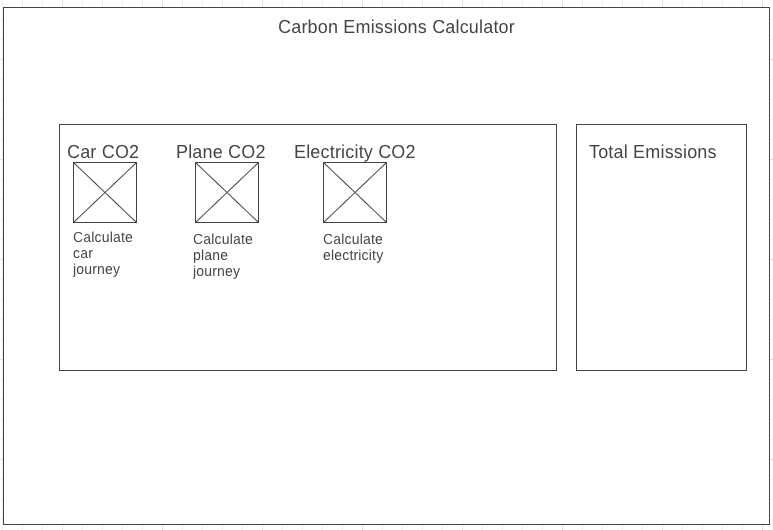 Carbon Emissions Calculator
Car CO2
Plane CO2
Electricity CO2
Total Emissions
Calculate
car
journey
Calculate
plane
journey
Calculate
electricity